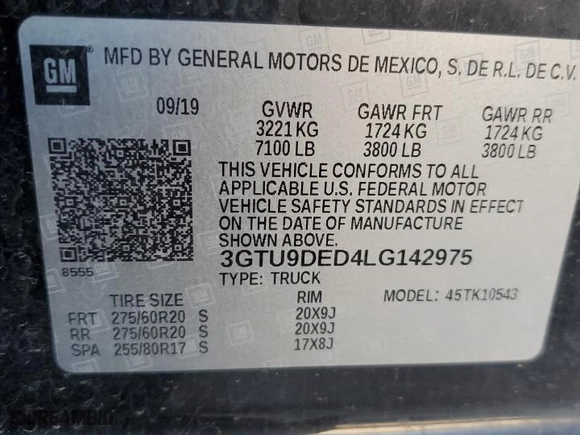 GM
MFD BY GENERAL MOTORS DE MEXICO, S. DE R.L. DE C.V.
09/19 GVWR GAWR FRT GAWR RR
3221 KG 1724 KG 1724 KG
7100 LB 3800 LB 3800 LB
THIS VEHICLE CONFORMS TO ALL
APPLICABLE U.S. FEDERAL MOTOR
VEHICLE SAFETY STANDARDS IN EFFECT
ON THE DATE OF MANUFACTURE
SHOWN ABOVE.
8555
3GTU9DED4LG142975
TYPE: TRUCK
TIRE SIZE RIM MODEL: 45TK10543
FRT 275/60R20 S 20X9J
RR 275/60R20 S 20X9J
SPA 255/80R17 S 17X8J
DREAMBID